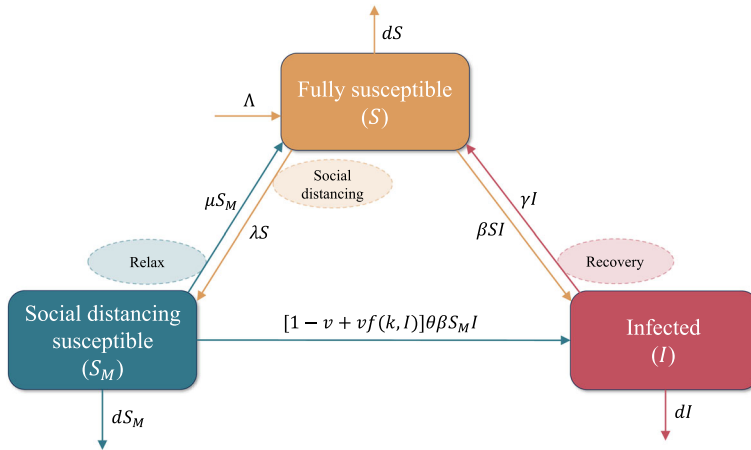 dS
Fully susceptible
(S)
Λ
Social
distancing
μS_M
λS
γI
βSI
Relax
Recovery
Social distancing
susceptible
(S_M)
[1 − v + vf(k, I)]θβS_M I
Infected
(I)
dS_M
dI